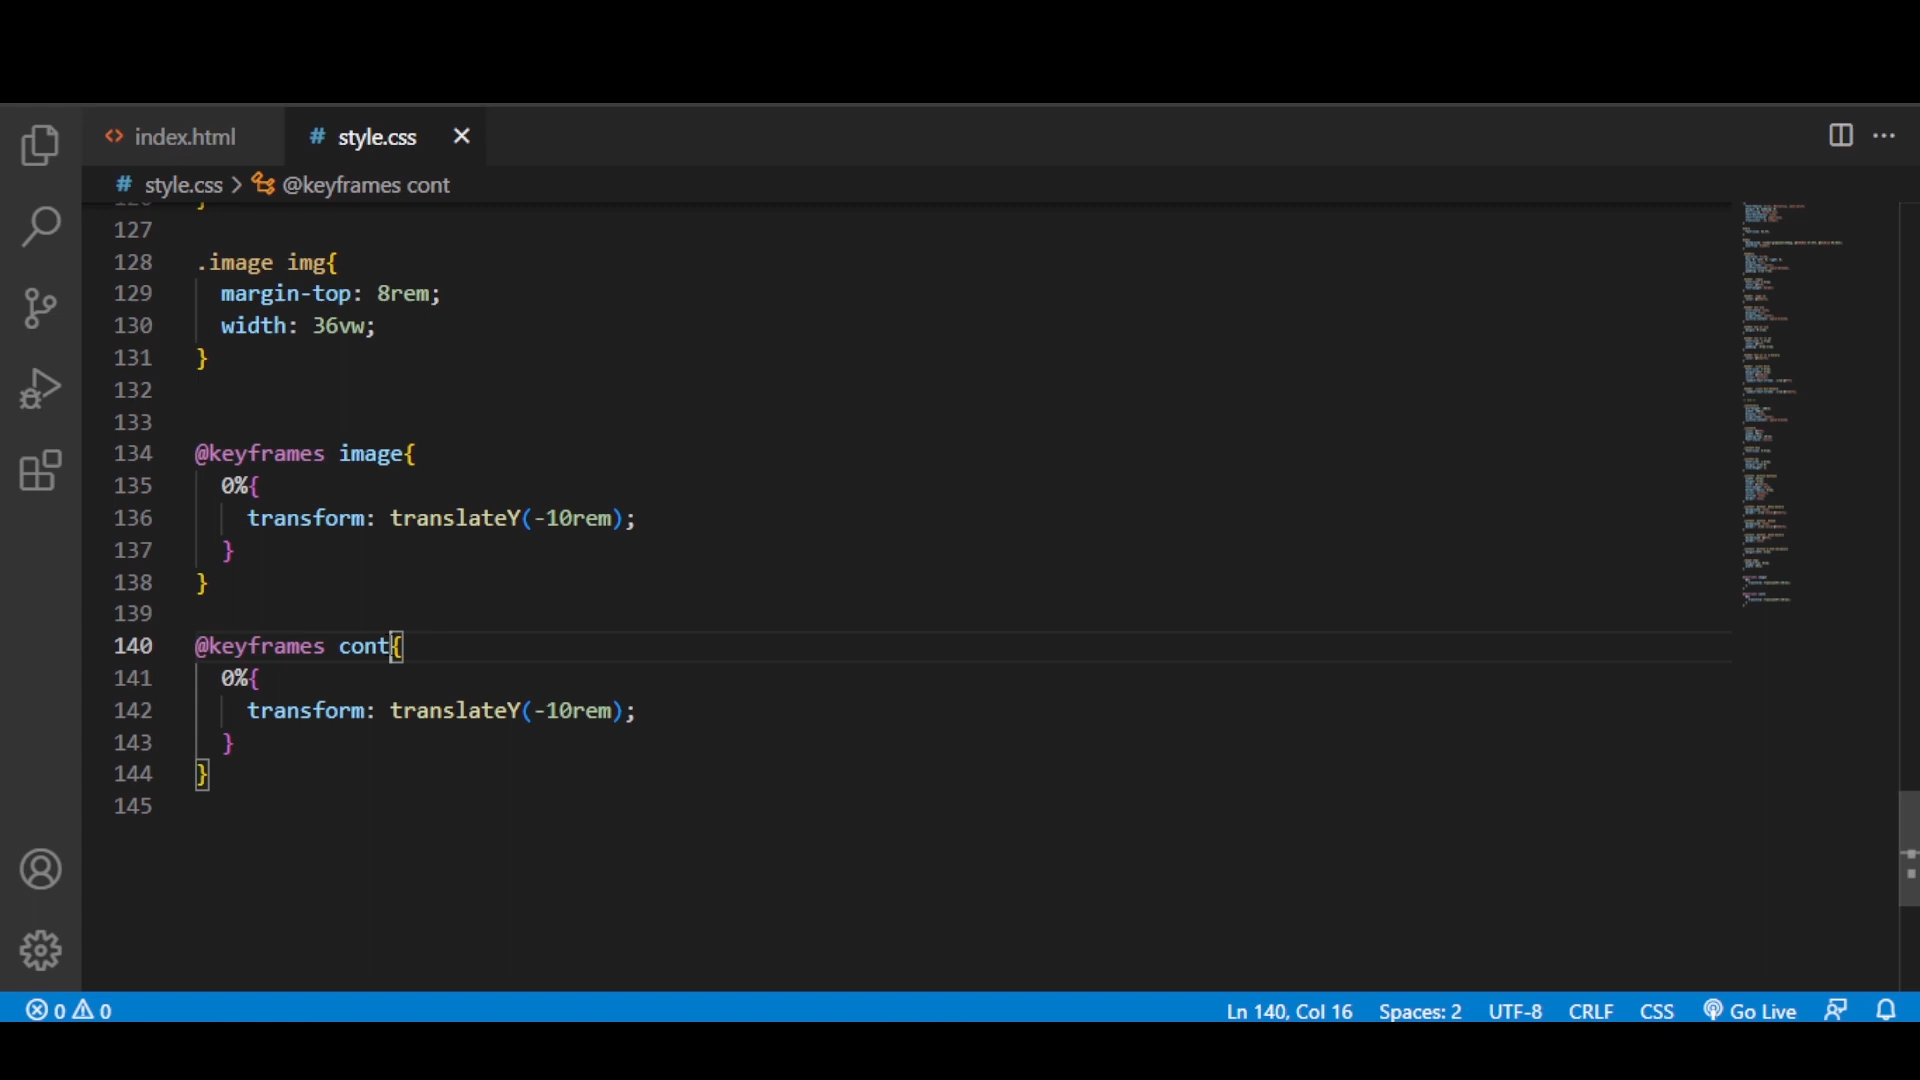 index.html
# style.css
# style.css > @keyframes cont
127
128 .image img{
129 margin-top: 8rem;
130 width: 36vw;
131 }
132
133
134 @keyframes image{
135 0%{
136 transform: translateY(-10rem);
137 }
138 }
139
140 @keyframes cont{
141 0%{
142 transform: translateY(-10rem);
143 }
144 }
145
0 0 Ln 140, Col 16 Spaces: 2 UTF-8 CRLF CSS Go Live